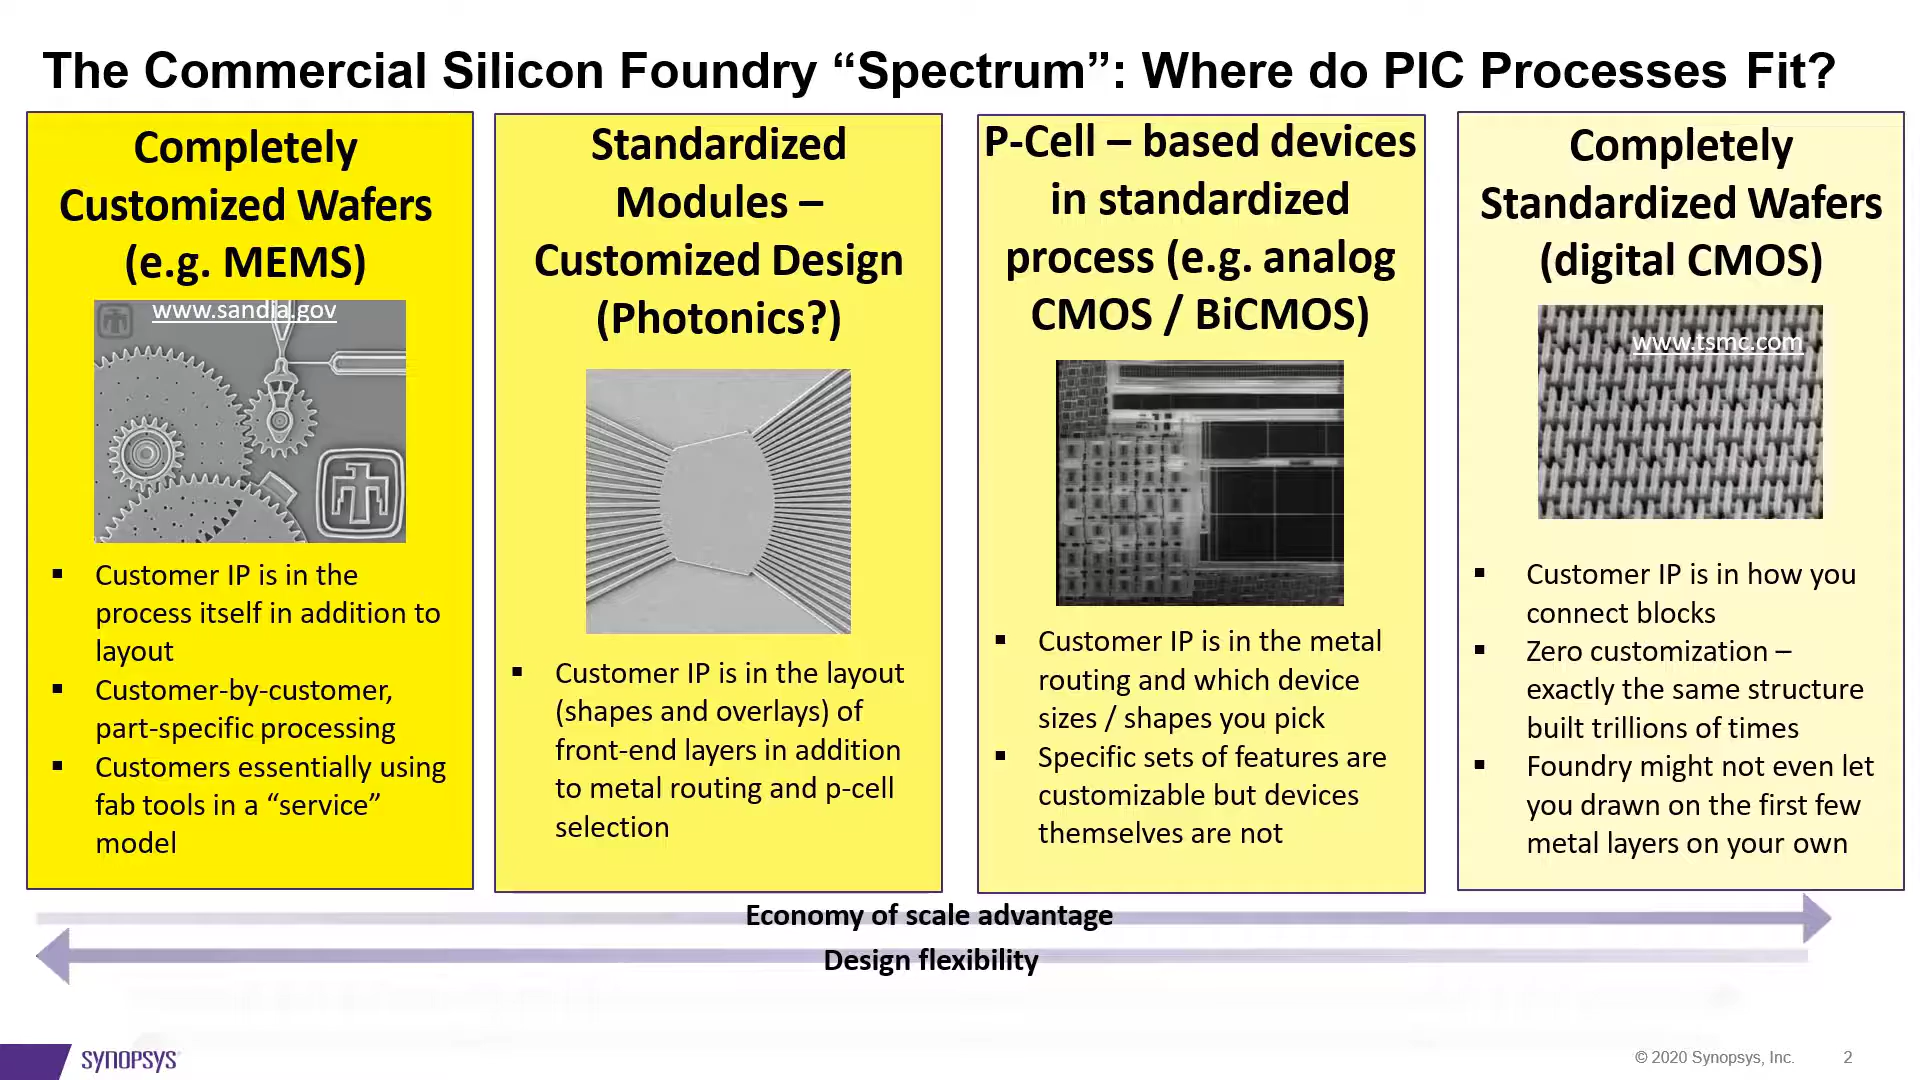 The Commercial Silicon Foundry “Spectrum”: Where do PIC Processes Fit?
Completely
Customized Wafers
(e.g. MEMS)
www.sandia.gov
▪ Customer IP is in the
process itself in addition to
layout
▪ Customer-by-customer,
part-specific processing
▪ Customers essentially using
fab tools in a “service”
model
Standardized
Modules –
Customized Design
(Photonics?)
▪ Customer IP is in the layout
(shapes and overlays) of
front-end layers in addition
to metal routing and p-cell
selection
P-Cell – based devices
in standardized
process (e.g. analog
CMOS / BiCMOS)
▪ Customer IP is in the metal
routing and which device
sizes / shapes you pick
▪ Specific sets of features are
customizable but devices
themselves are not
Completely
Standardized Wafers
(digital CMOS)
www.tsmc.com
▪ Customer IP is in how you
connect blocks
▪ Zero customization –
exactly the same structure
built trillions of times
▪ Foundry might not even let
you drawn on the first few
metal layers on your own
Economy of scale advantage
Design flexibility
SYNOPSYS
© 2020 Synopsys, Inc.
2